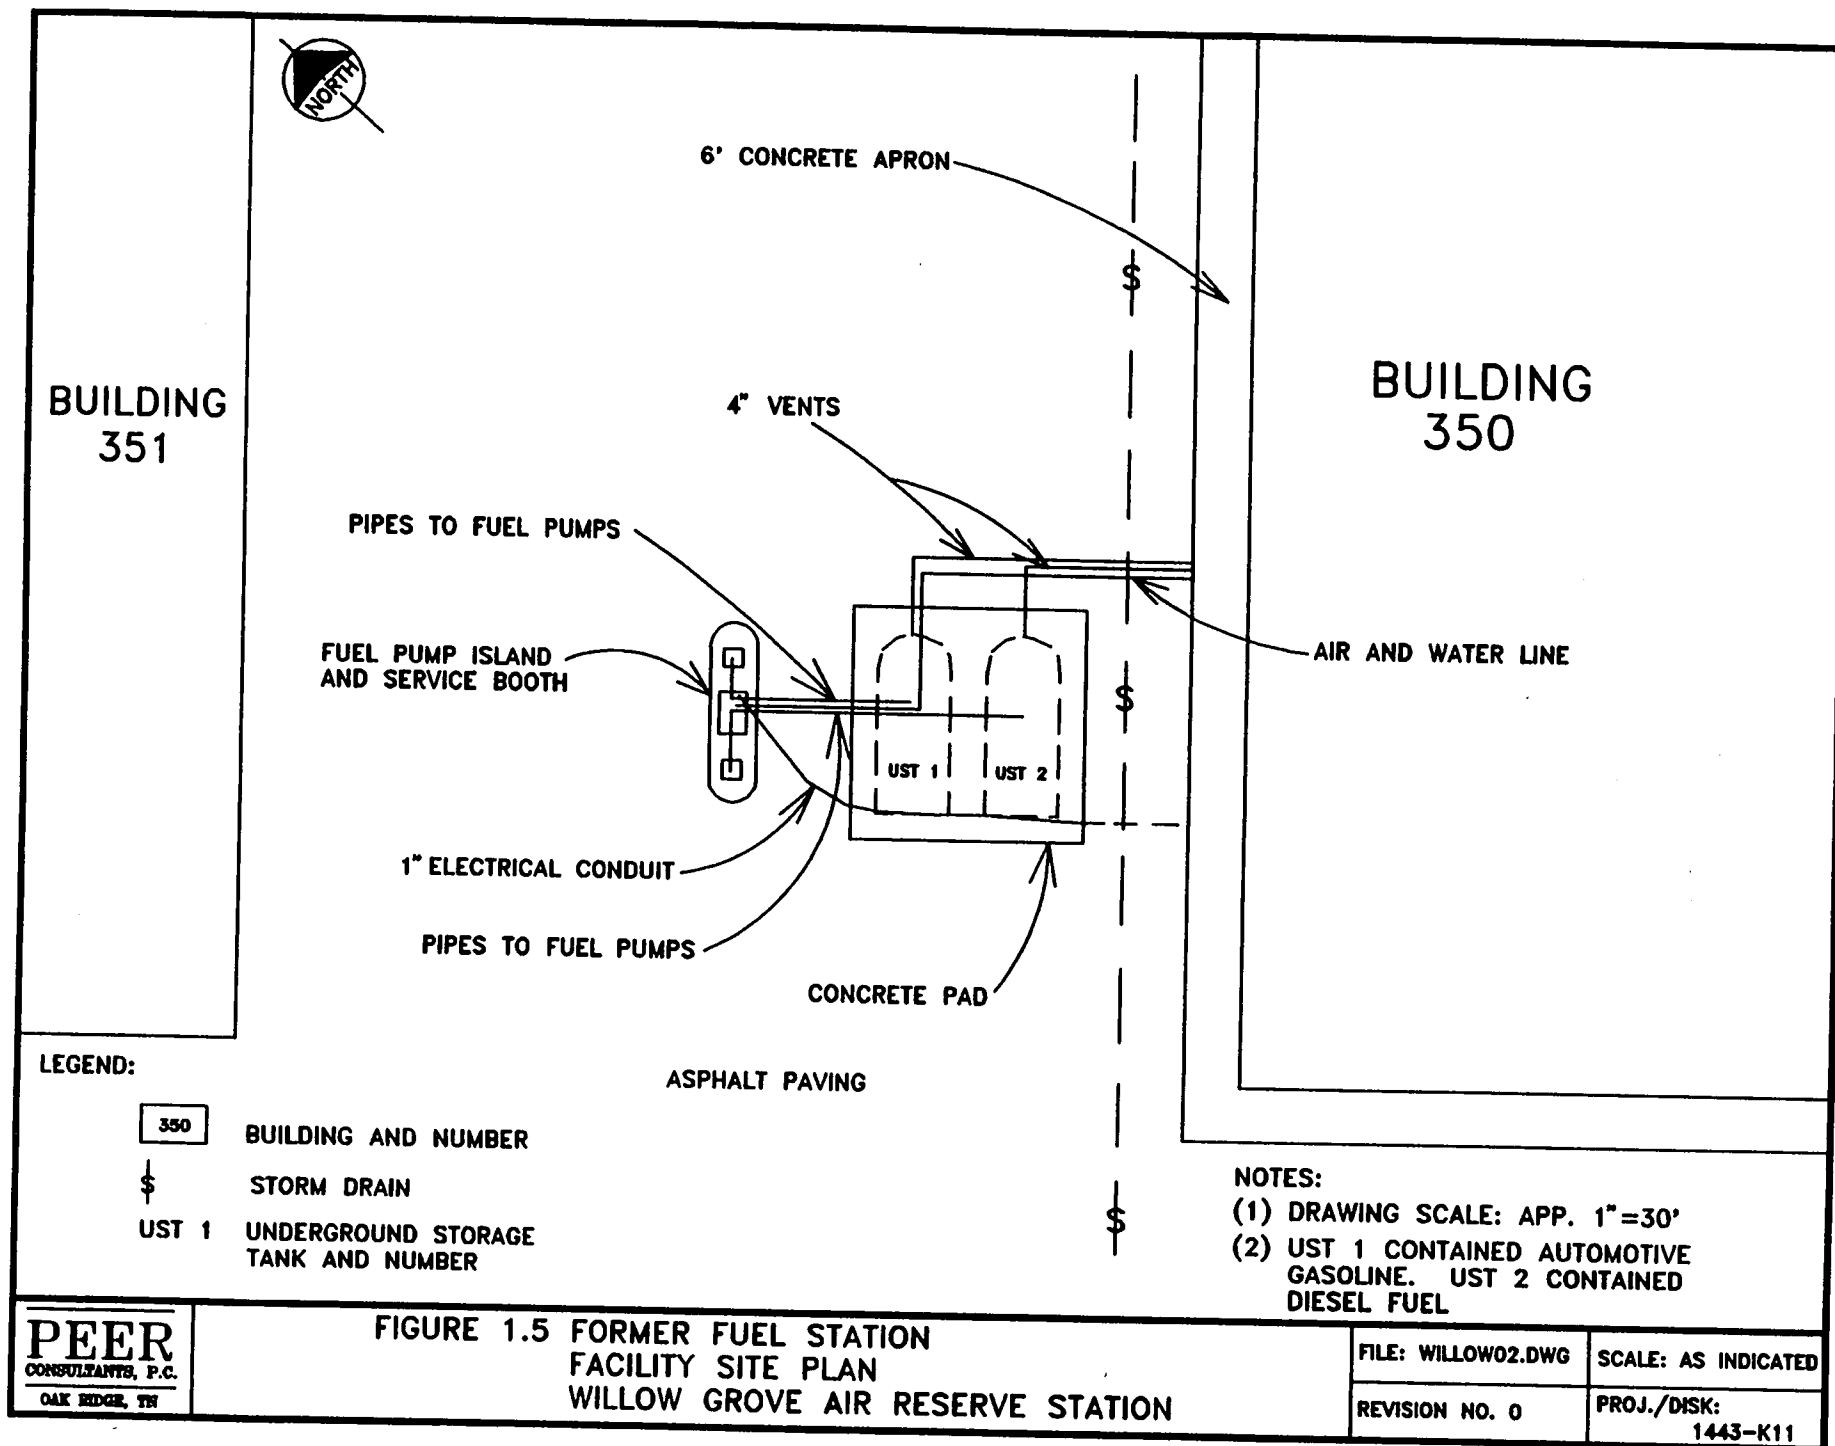 NORTH
6' CONCRETE APRON
BUILDING
351
BUILDING
350
4" VENTS
PIPES TO FUEL PUMPS
FUEL PUMP ISLAND
AND SERVICE BOOTH
AIR AND WATER LINE
$
$
UST 1
UST 2
1" ELECTRICAL CONDUIT
PIPES TO FUEL PUMPS
CONCRETE PAD
ASPHALT PAVING
$
LEGEND:
350 BUILDING AND NUMBER
$ STORM DRAIN
UST 1 UNDERGROUND STORAGE
TANK AND NUMBER
NOTES:
(1) DRAWING SCALE: APP. 1"=30'
(2) UST 1 CONTAINED AUTOMOTIVE
GASOLINE. UST 2 CONTAINED
DIESEL FUEL
PEER
CONSULTANTS, P.C.
OAK RIDGE, TN
FIGURE 1.5 FORMER FUEL STATION
FACILITY SITE PLAN
WILLOW GROVE AIR RESERVE STATION
FILE: WILLOW02.DWG
SCALE: AS INDICATED
REVISION NO. 0
PROJ./DISK:
1443-K11